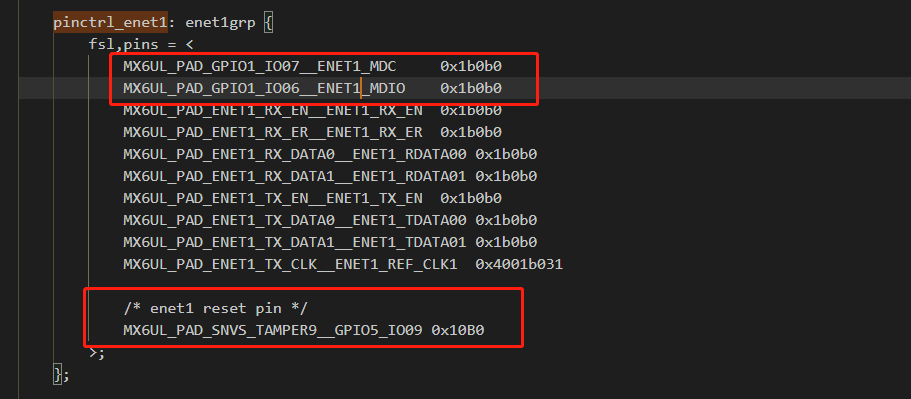 pinctrl_enet1: enet1grp {
fsl,pins = <
MX6UL_PAD_GPIO1_IO07__ENET1_MDC 0x1b0b0
MX6UL_PAD_GPIO1_IO06__ENET1_MDIO 0x1b0b0
MX6UL_PAD_ENET1_RX_EN__ENET1_RX_EN 0x1b0b0
MX6UL_PAD_ENET1_RX_ER__ENET1_RX_ER 0x1b0b0
MX6UL_PAD_ENET1_RX_DATA0__ENET1_RDATA00 0x1b0b0
MX6UL_PAD_ENET1_RX_DATA1__ENET1_RDATA01 0x1b0b0
MX6UL_PAD_ENET1_TX_EN__ENET1_TX_EN 0x1b0b0
MX6UL_PAD_ENET1_TX_DATA0__ENET1_TDATA00 0x1b0b0
MX6UL_PAD_ENET1_TX_DATA1__ENET1_TDATA01 0x1b0b0
MX6UL_PAD_ENET1_TX_CLK__ENET1_REF_CLK1 0x4001b031
/* enet1 reset pin */
MX6UL_PAD_SNVS_TAMPER9__GPIO5_IO09 0x10B0
>;
};